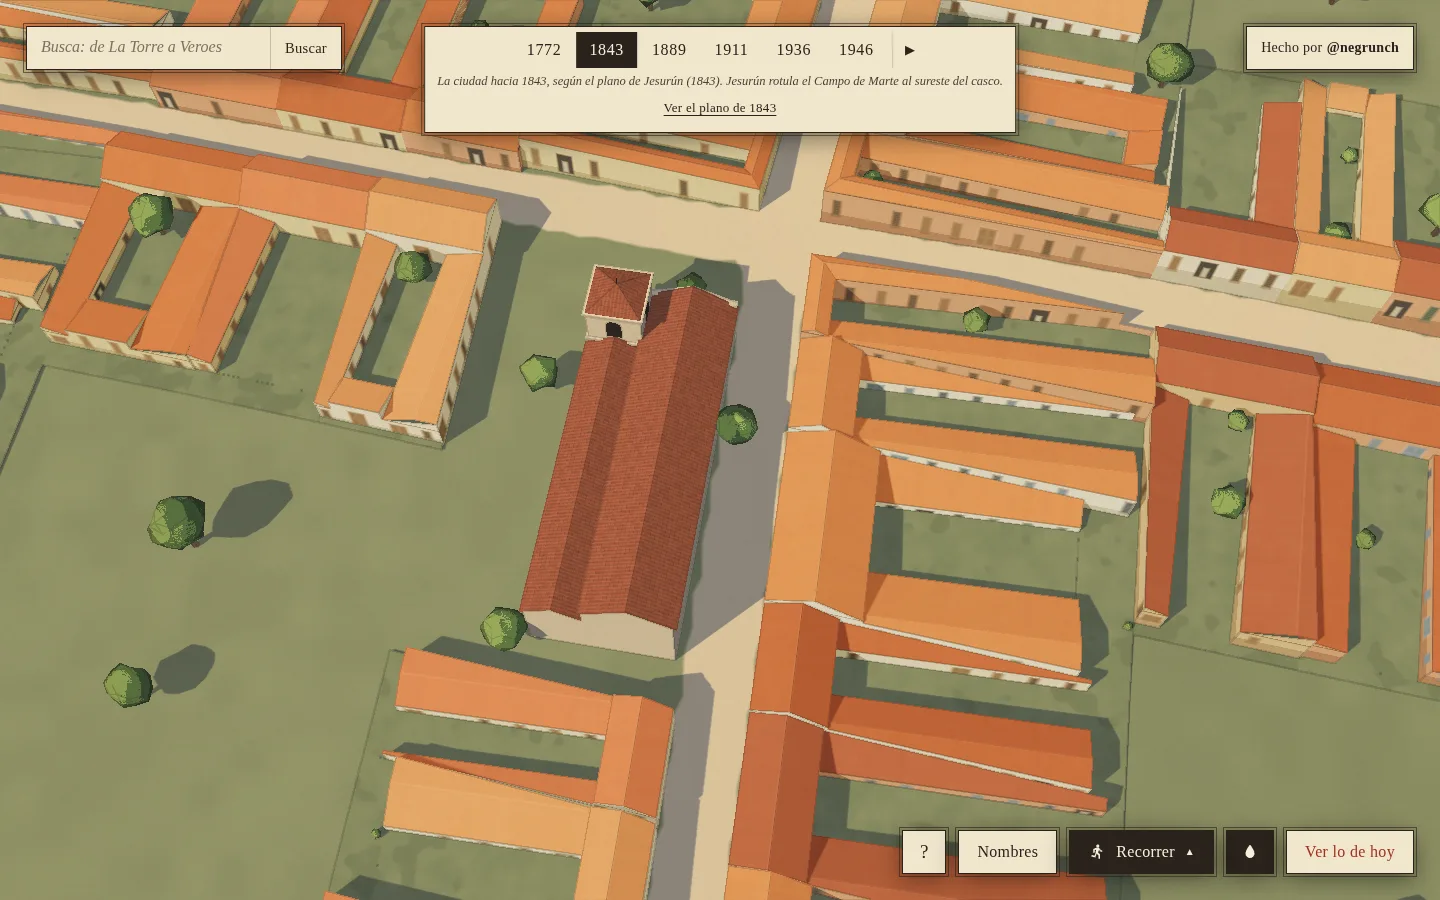 Busca: de La Torre a Veroes
Buscar
1772 1843 1889 1911 1936 1946 ▶
La ciudad hacia 1843, según el plano de Jesurún (1843). Jesurún rotula el Campo de Marte al sureste del casco.
Ver el plano de 1843
Hecho por @negrunch
? Nombres Recorrer ▲ Ver lo de hoy